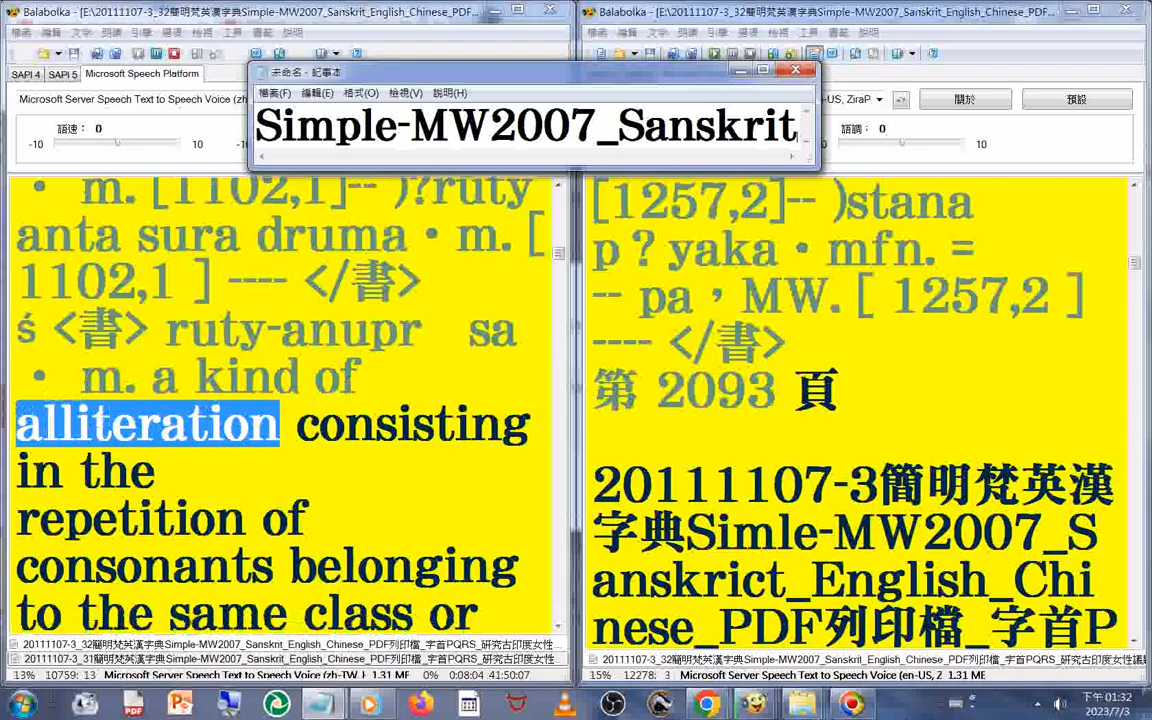 Balabolka - [E:\20111107-3_32簡明梵英漢字典Simple-MW2007_Sanskrit_English_Chinese_PDF...
Balabolka - [E:\20111107-3_32簡明梵英漢字典Simple-MW2007_Sanskrit_English_Chinese_PDF...
SAPI 4 SAPI 5 Microsoft Speech Platform
Microsoft Server Speech Text to Speech Voice (zh
-US, ZiraP
關於
預設
語速： 0
-10
10
語調： 0
10
未命名 - 記事本
檔案(F) 編輯(E) 格式(O) 檢視(V) 說明(H)
Simple-MW2007_Sanskrit
• m. [1102,1]-- )?ruty
anta sura druma • m. [
1102,1 ] ---- </書>
ś <書> ruty-anupr sa
• m. a kind of
alliteration consisting
in the
repetition of
consonants belonging
to the same class or
[1257,2]-- )stana
p ? yaka • mfn. =
-- pa , MW. [ 1257,2 ]
---- </書>
第 2093 頁
20111107-3簡明梵英漢
字典Simle-MW2007_S
anskrict_English_Chi
nese_PDF列印檔_字首P
20111107-3_32簡明梵英漢字典Simple-MW2007_Sanskrit_English_Chinese_PDF列印檔_字首PQRS_研究古印度女性...
20111107-3_31簡明梵英漢字典Simple-MW2007_Sanskrit_English_Chinese_PDF列印檔_字首PQRS_研究古印度女性...
20111107-3_32簡明梵英漢字典Simple-MW2007_Sanskrit_English_Chinese_PDF列印檔_字首PQRS_研究古印度女性議
13% 10759: 13 Microsoft Server Speech Text to Speech Voice (zh-TW, H 1.31 MB 0% 0:08:04 41:50:07
15% 12278: 3 Microsoft Server Speech Text to Speech Voice (en-US, Z 1.31 MB
下午 01:32
2023/7/3